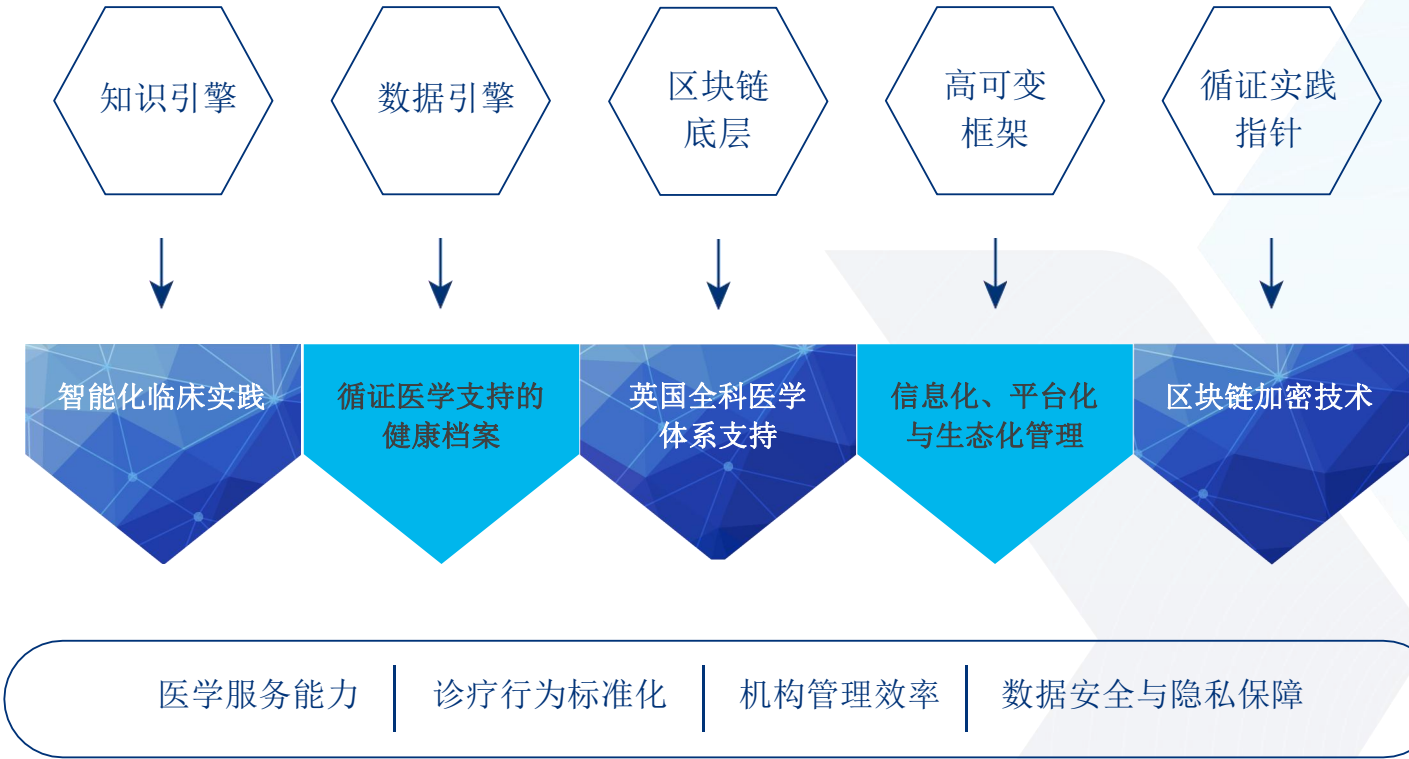 知识引擎
数据引擎
区块链
底层
高可变
框架
循证实践
指针
智能化临床实践
循证医学支持的
健康档案
英国全科医学
体系支持
信息化、平台化
与生态化管理
区块链加密技术
医学服务能力
诊疗行为标准化
机构管理效率
数据安全与隐私保障